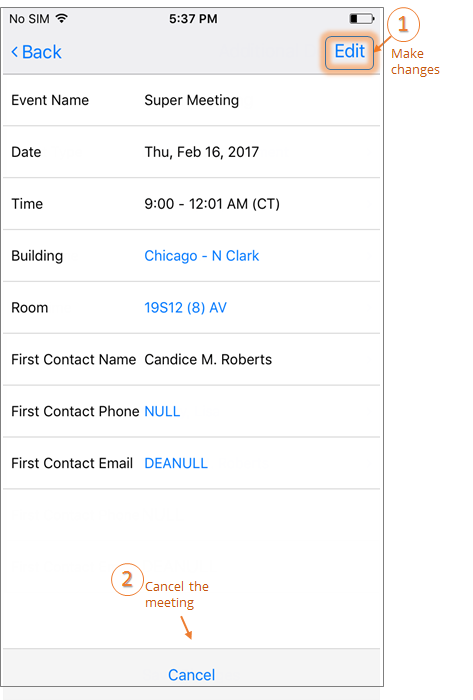 No SIM 5:37 PM
Back Edit
1
Make
changes
Event Name Super Meeting
Date Thu, Feb 16, 2017
Time 9:00 - 12:01 AM (CT)
Building Chicago - N Clark
Room 19S12 (8) AV
First Contact Name Candice M. Roberts
First Contact Phone NULL
First Contact Email DEANULL
2
Cancel the
meeting
Cancel